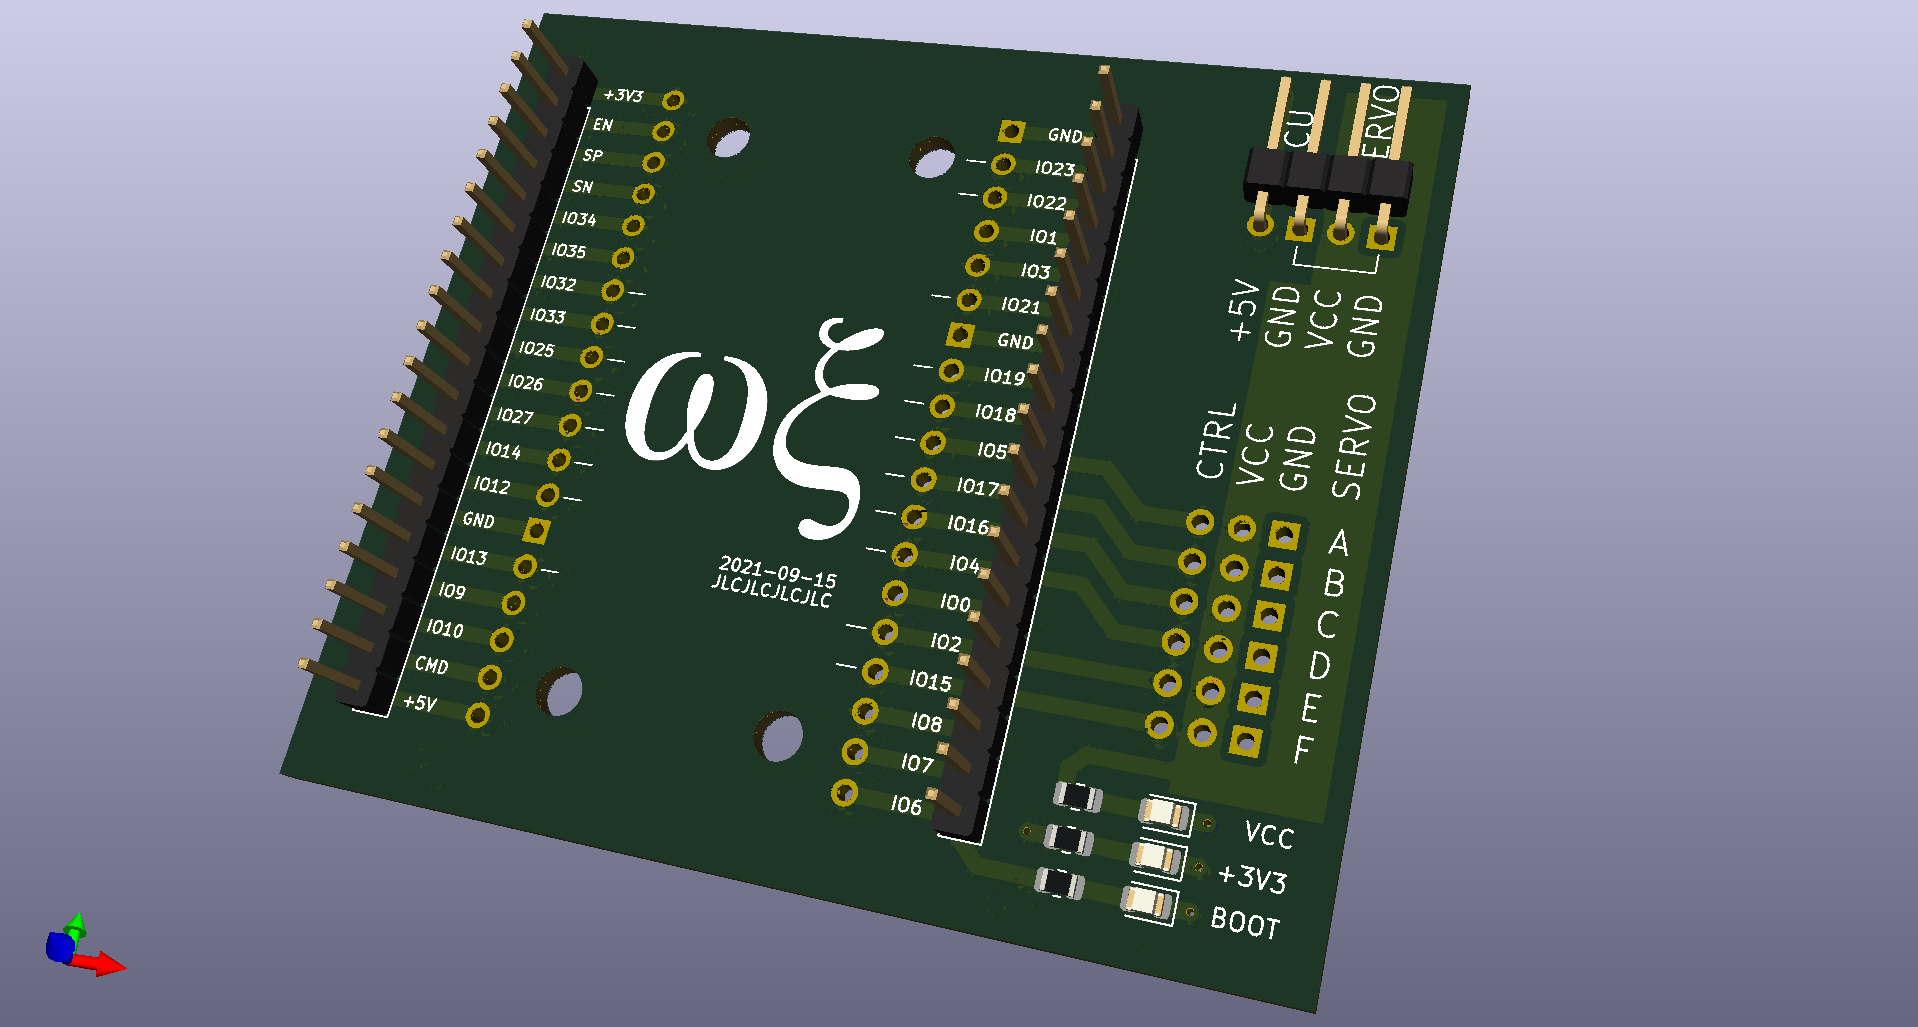 +3V3
EN
SP
SN
IO34
IO35
IO32
IO33
IO25
IO26
IO27
IO14
IO12
GND
IO13
IO9
IO10
CMD
+5V
ωξ
2021-09-15
JLCJLCJLCJLC
GND
IO23
IO22
IO1
IO3
IO21
GND
IO19
IO18
IO5
IO17
IO16
IO4
IO0
IO2
IO15
IO8
IO7
IO6
CU
ERVO
+5V
GND
VCC
GND
CTRL
VCC
GND
SERVO
A
B
C
D
E
F
VCC
+3V3
BOOT